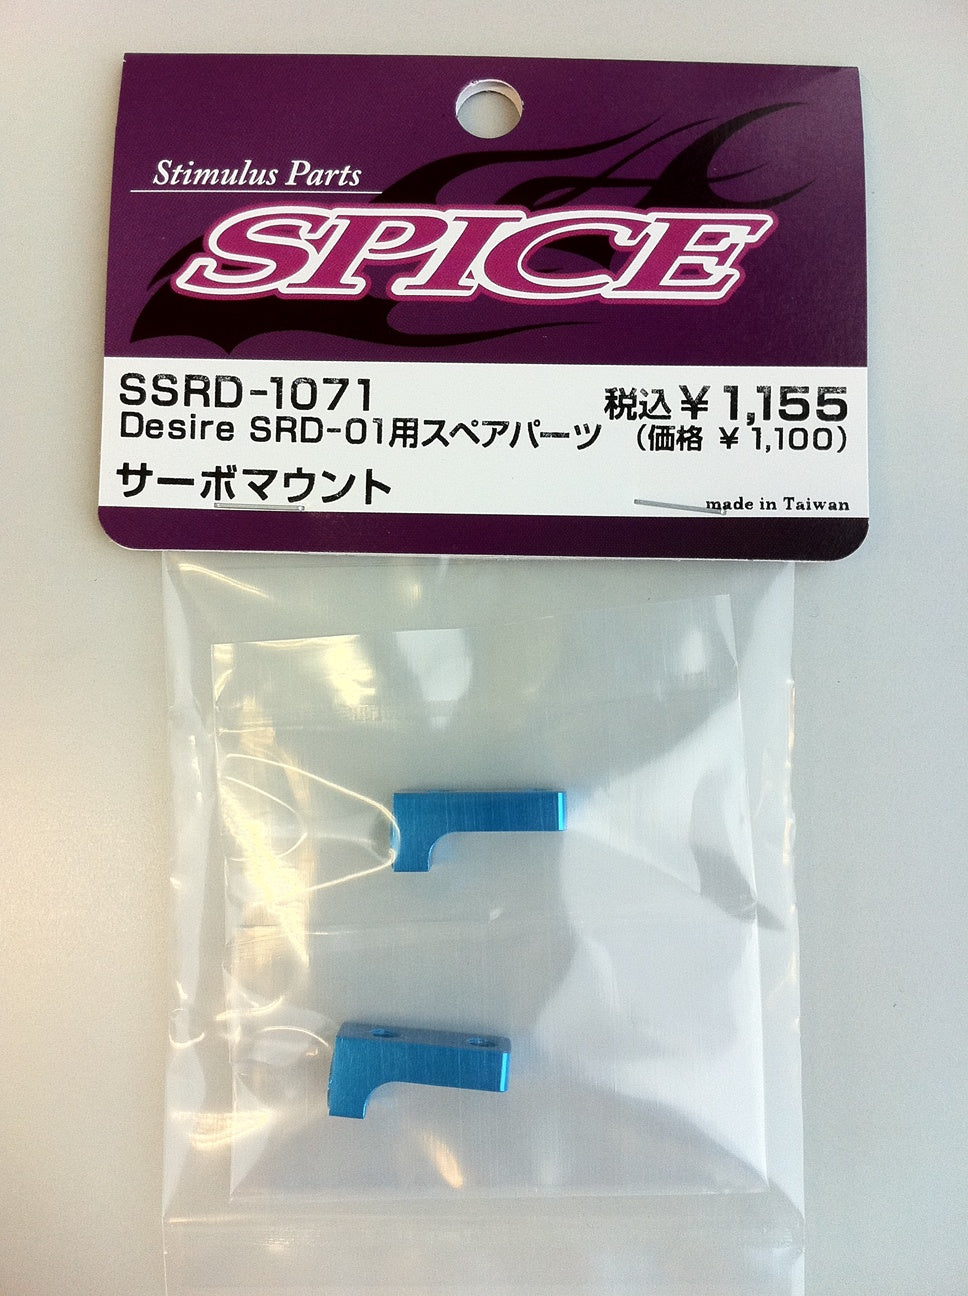 Stimulus Parts
SPICE
SSRD-1071
税込￥1,155
Desire SRD-01用スペアパーツ
（価格 ￥1,100）
サーボマウント
made in Taiwan